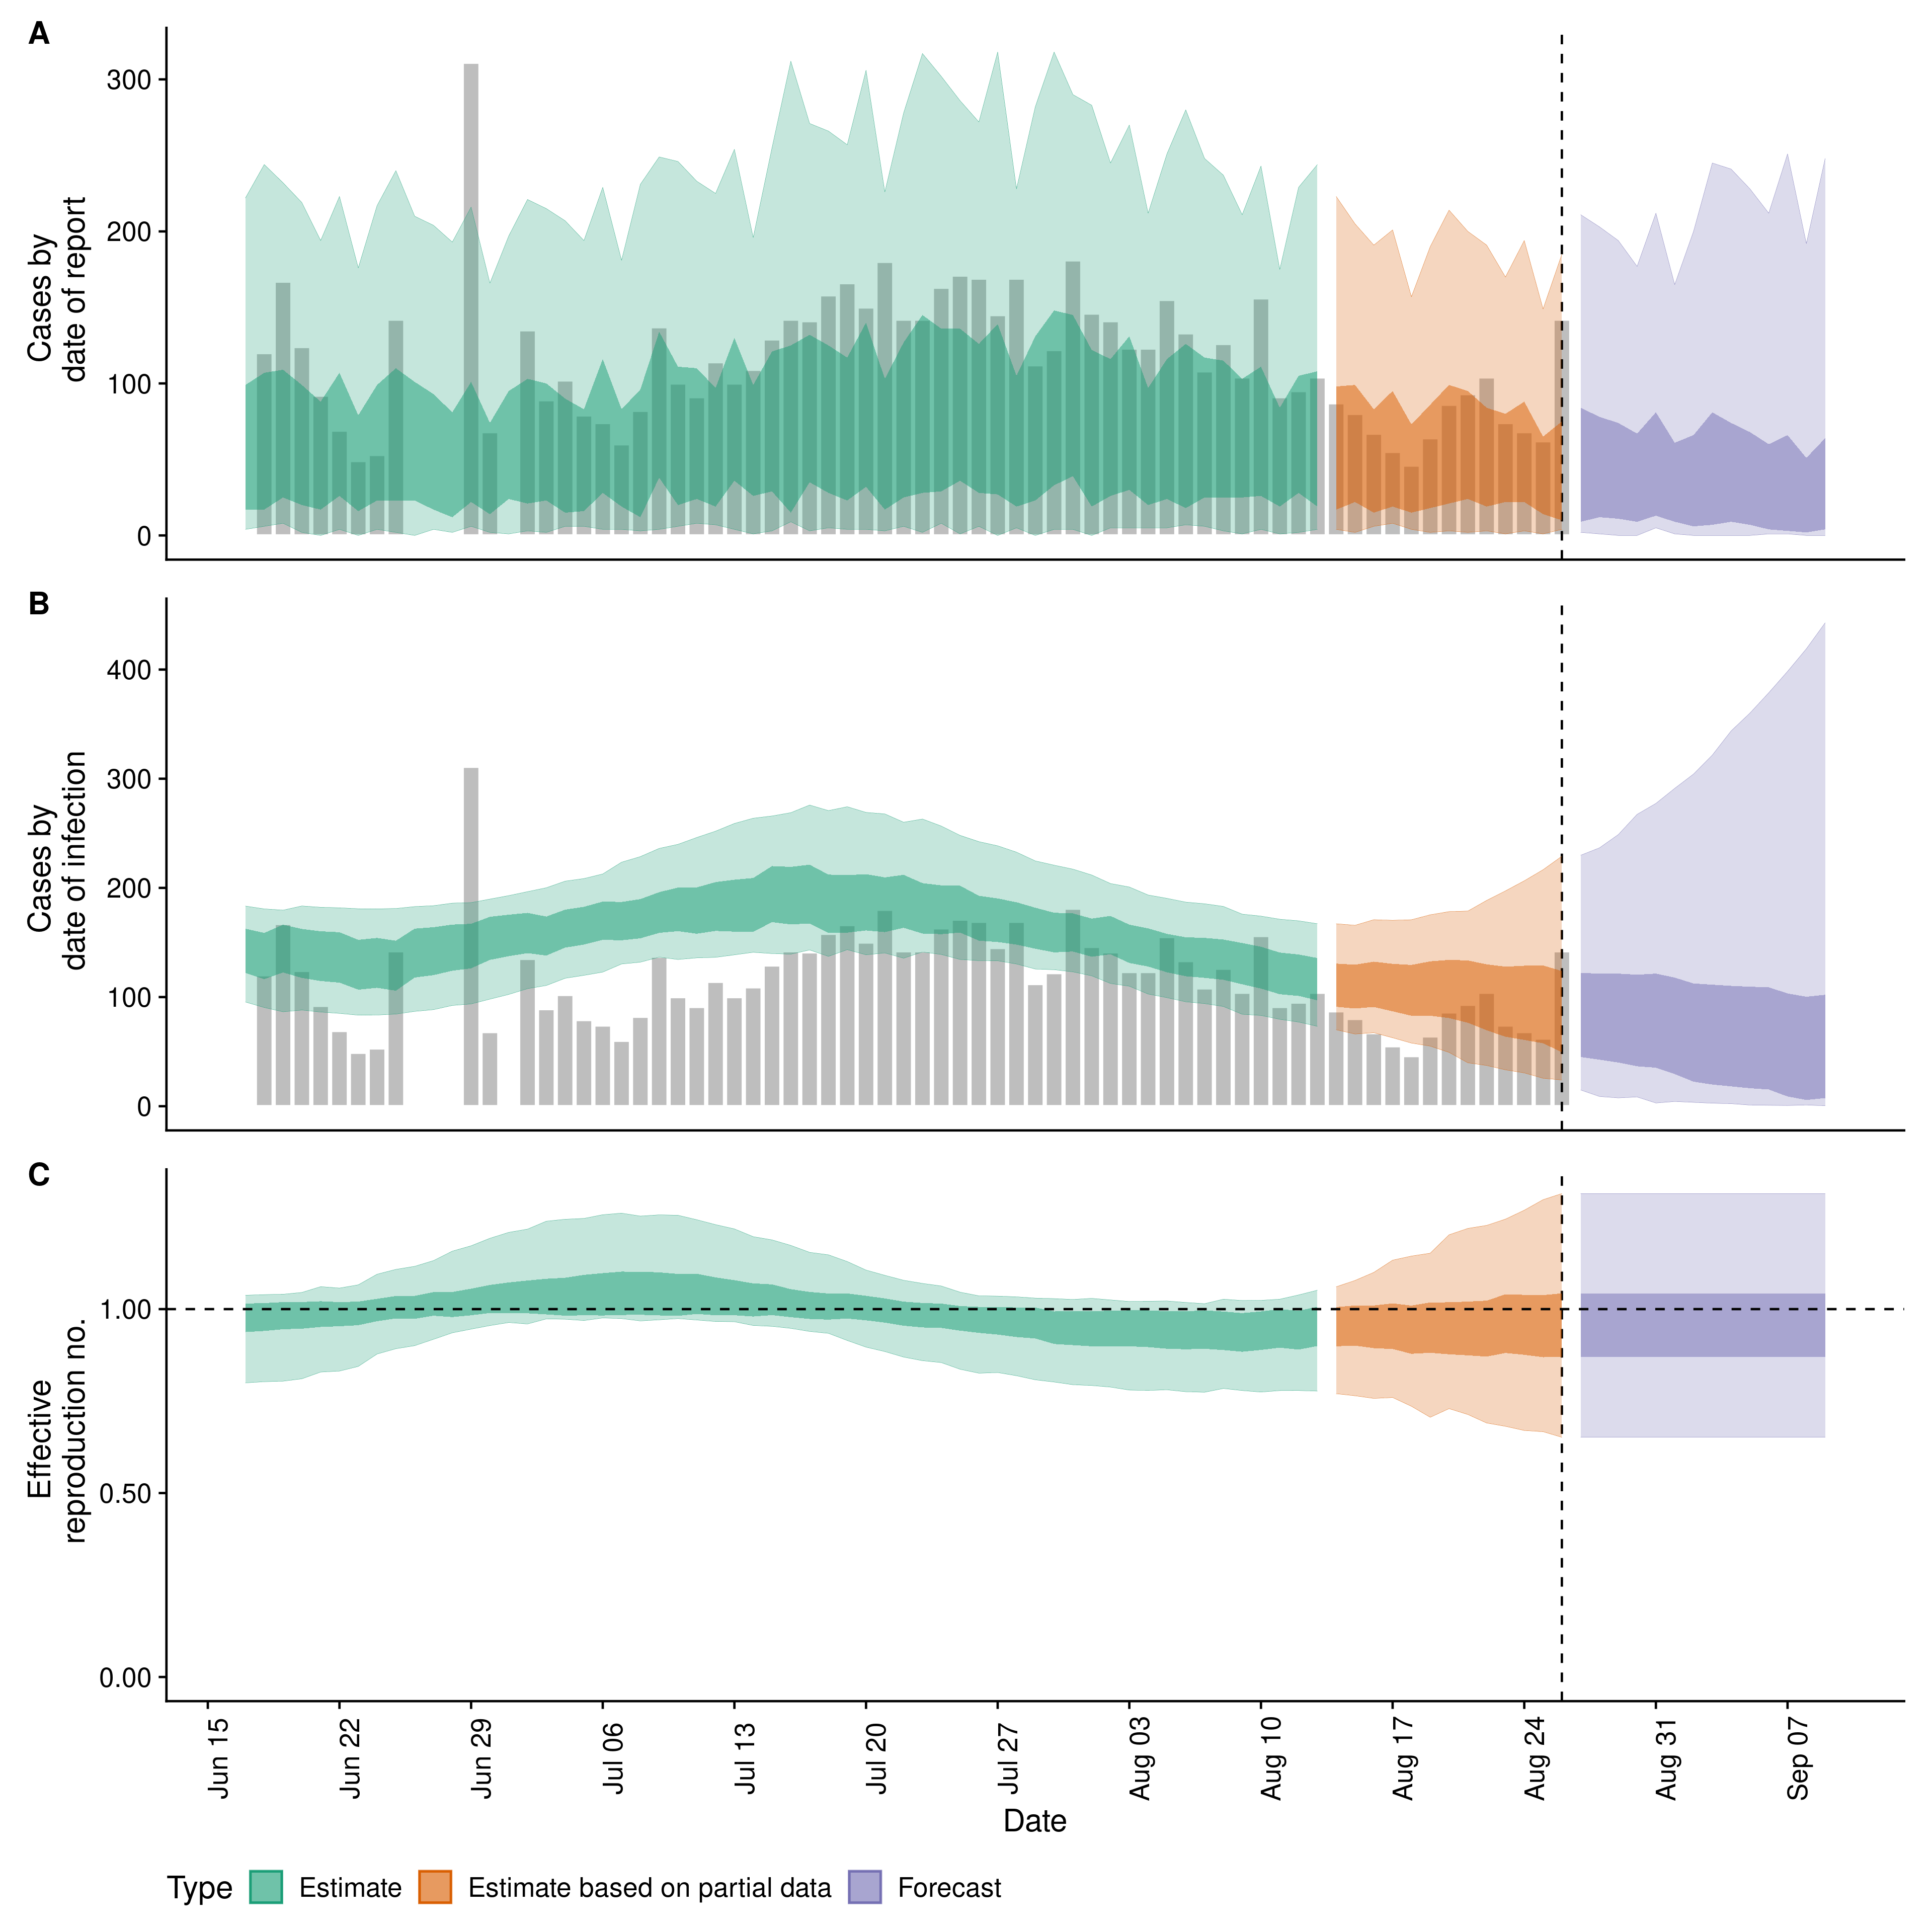 A
300
200
100
0
Cases by
date of report
B
400
300
200
100
0
Cases by
date of infection
C
1.00
0.50
0.00
Effective
reproduction no.
Jun 15
Jun 22
Jun 29
Jul 06
Jul 13
Jul 20
Jul 27
Aug 03
Aug 10
Aug 17
Aug 24
Aug 31
Sep 07
Date
Type Estimate Estimate based on partial data Forecast